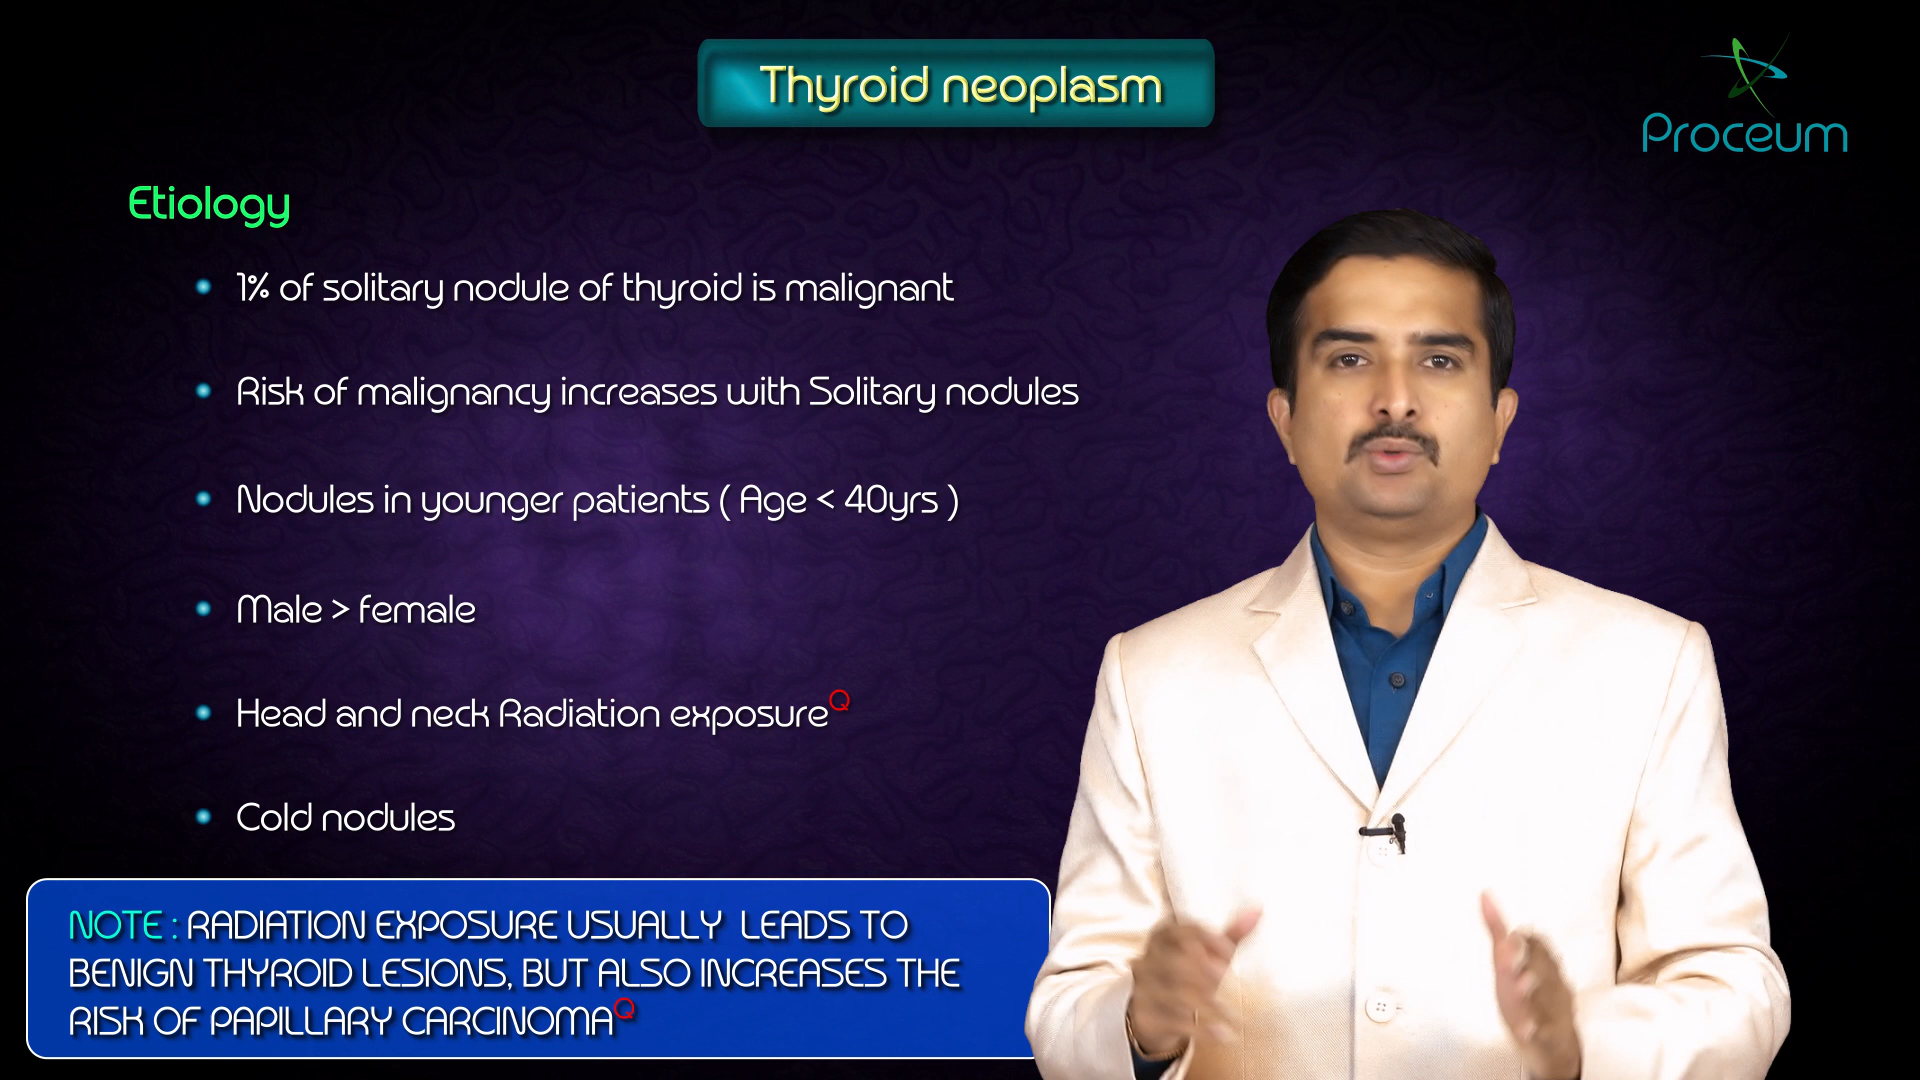 Thyroid neoplasm
Proceum
Etiology
• 1% of solitary nodule of thyroid is malignant
• Risk of malignancy increases with Solitary nodules
• Nodules in younger patients ( Age < 40yrs )
• Male > female
• Head and neck Radiation exposureQ
• Cold nodules
NOTE : RADIATION EXPOSURE USUALLY LEADS TO
BENIGN THYROID LESIONS, BUT ALSO INCREASES THE
RISK OF PAPILLARY CARCINOMAQ